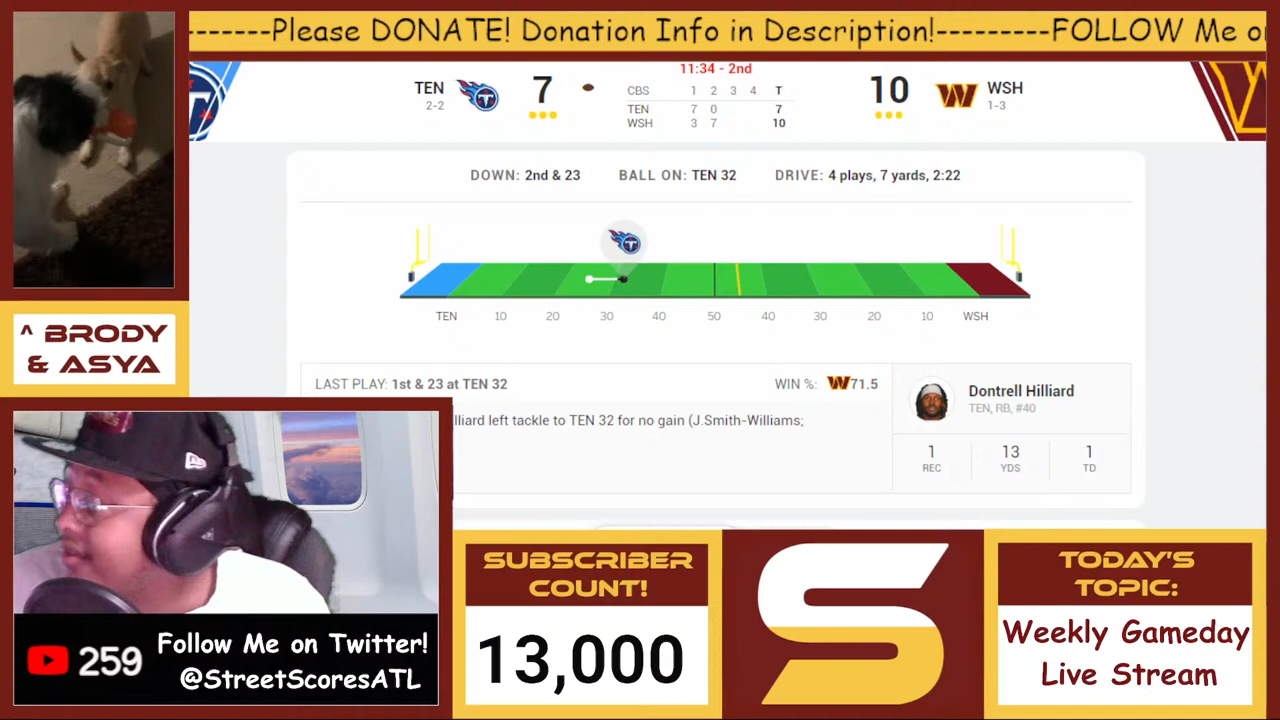 -------Please DONATE! Donation Info in Description!---------FOLLOW Me o
TEN
2-2
7
11:34 - 2nd
CBS 1 2 3 4 T
TEN 7 0 7
WSH 3 7 10
10
WSH
1-3
DOWN: 2nd & 23 BALL ON: TEN 32 DRIVE: 4 plays, 7 yards, 2:22
TEN 10 20 30 40 50 40 30 20 10 WSH
LAST PLAY: 1st & 23 at TEN 32 WIN %: 71.5
lliard left tackle to TEN 32 for no gain (J.Smith-Williams;
Dontrell Hilliard
TEN, RB, #40
1 13 1
REC YDS TD
^ BRODY
& ASYA
259
Follow Me on Twitter!
@StreetScoresATL
SUBSCRIBER
COUNT!
13,000
S
TODAY'S
TOPIC:
Weekly Gameday
Live Stream